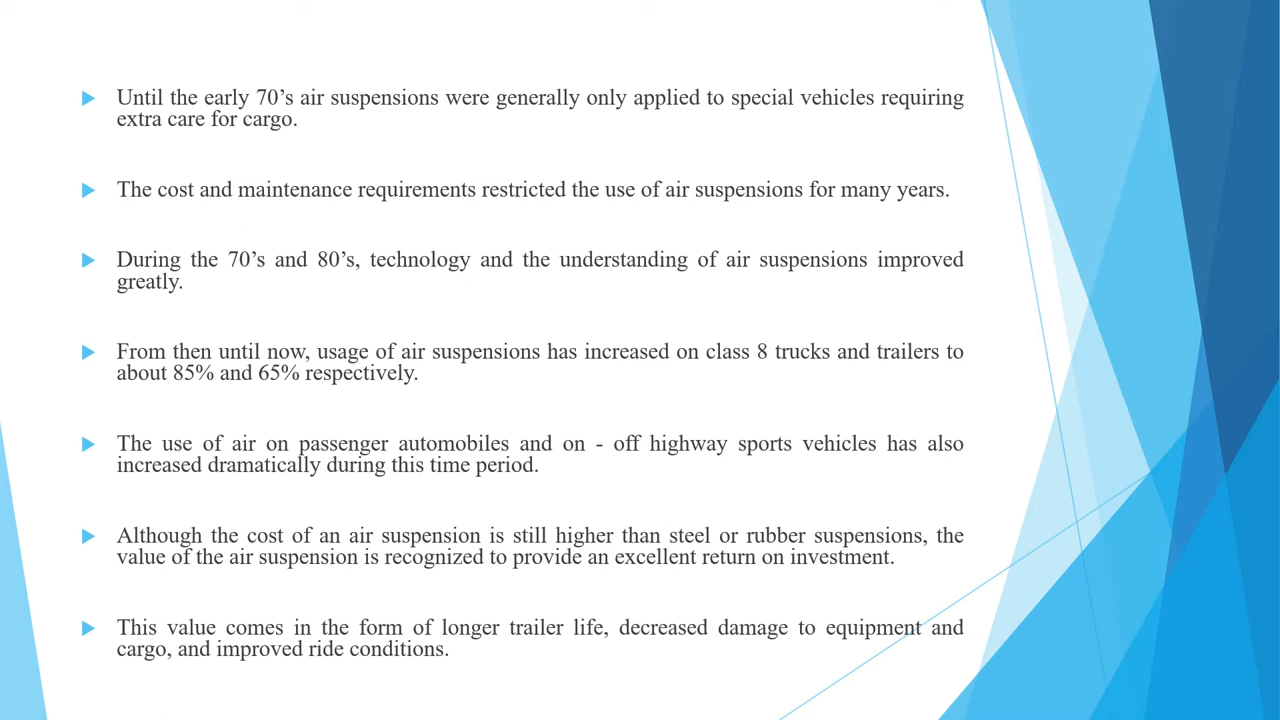 Until the early 70’s air suspensions were generally only applied to special vehicles requiring
extra care for cargo.
The cost and maintenance requirements restricted the use of air suspensions for many years.
During the 70’s and 80’s, technology and the understanding of air suspensions improved
greatly.
From then until now, usage of air suspensions has increased on class 8 trucks and trailers to
about 85% and 65% respectively.
The use of air on passenger automobiles and on - off highway sports vehicles has also
increased dramatically during this time period.
Although the cost of an air suspension is still higher than steel or rubber suspensions, the
value of the air suspension is recognized to provide an excellent return on investment.
This value comes in the form of longer trailer life, decreased damage to equipment and
cargo, and improved ride conditions.